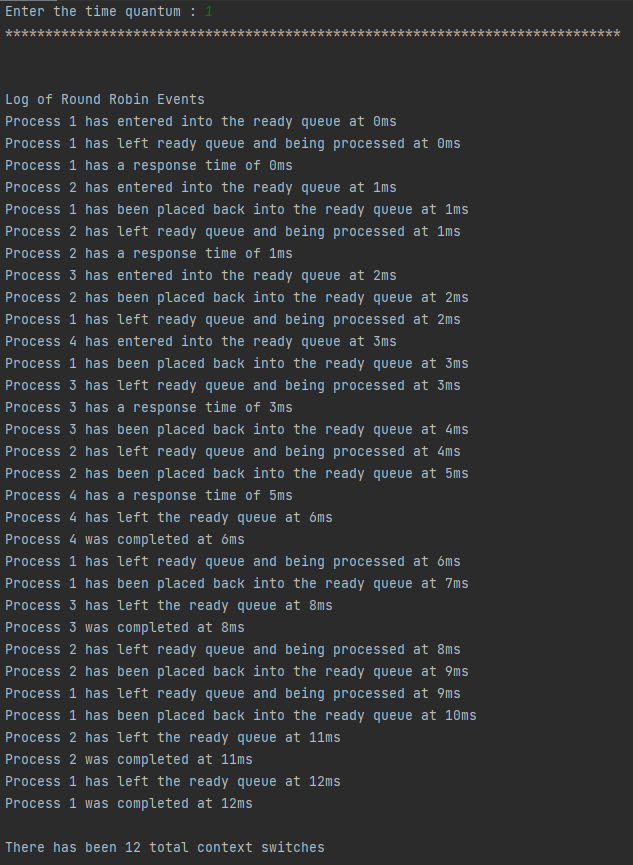 Enter the time quantum : 1
********************************************************************************
Log of Round Robin Events
Process 1 has entered into the ready queue at 0ms
Process 1 has left ready queue and being processed at 0ms
Process 1 has a response time of 0ms
Process 2 has entered into the ready queue at 1ms
Process 1 has been placed back into the ready queue at 1ms
Process 2 has left ready queue and being processed at 1ms
Process 2 has a response time of 1ms
Process 3 has entered into the ready queue at 2ms
Process 2 has been placed back into the ready queue at 2ms
Process 1 has left ready queue and being processed at 2ms
Process 4 has entered into the ready queue at 3ms
Process 1 has been placed back into the ready queue at 3ms
Process 3 has left ready queue and being processed at 3ms
Process 3 has a response time of 3ms
Process 3 has been placed back into the ready queue at 4ms
Process 2 has left ready queue and being processed at 4ms
Process 2 has been placed back into the ready queue at 5ms
Process 4 has a response time of 5ms
Process 4 has left the ready queue at 6ms
Process 4 was completed at 6ms
Process 1 has left ready queue and being processed at 6ms
Process 1 has been placed back into the ready queue at 7ms
Process 3 has left the ready queue at 8ms
Process 3 was completed at 8ms
Process 2 has left ready queue and being processed at 8ms
Process 2 has been placed back into the ready queue at 9ms
Process 1 has left ready queue and being processed at 9ms
Process 1 has been placed back into the ready queue at 10ms
Process 2 has left the ready queue at 11ms
Process 2 was completed at 11ms
Process 1 has left the ready queue at 12ms
Process 1 was completed at 12ms
There has been 12 total context switches